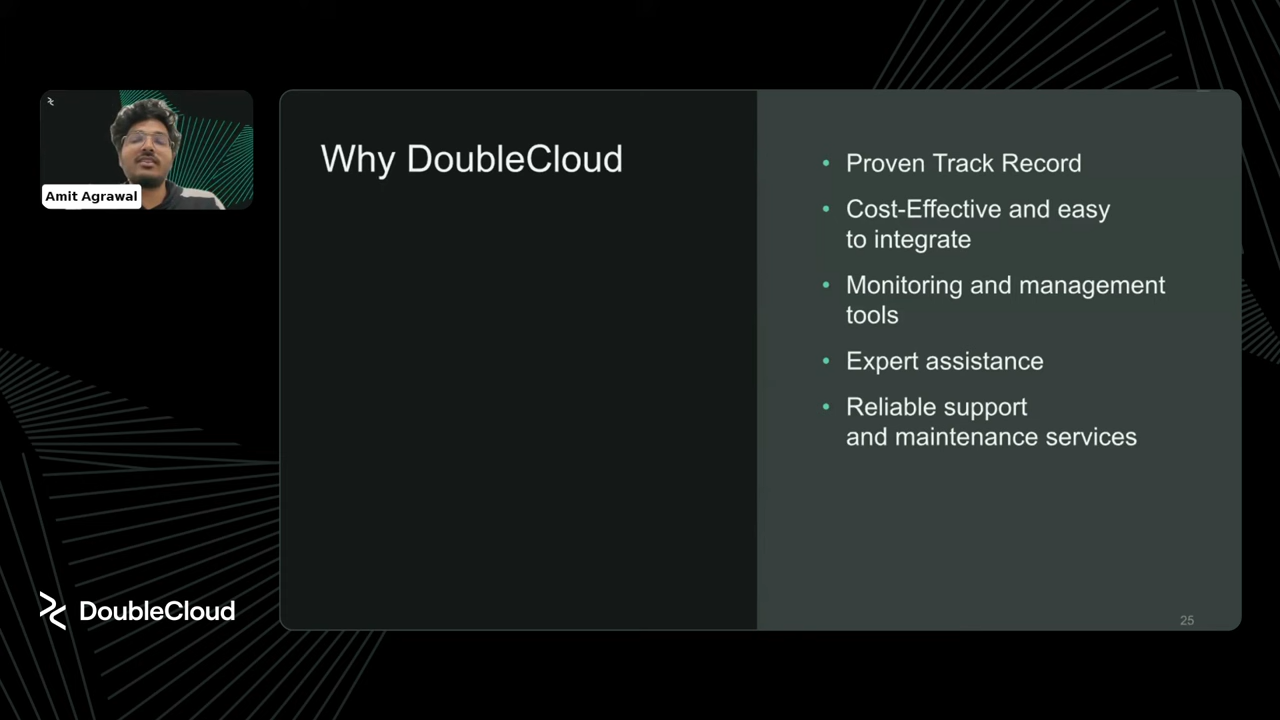 Amit Agrawal
Why DoubleCloud
• Proven Track Record
• Cost-Effective and easy
to integrate
• Monitoring and management
tools
• Expert assistance
• Reliable support
and maintenance services
DoubleCloud
25